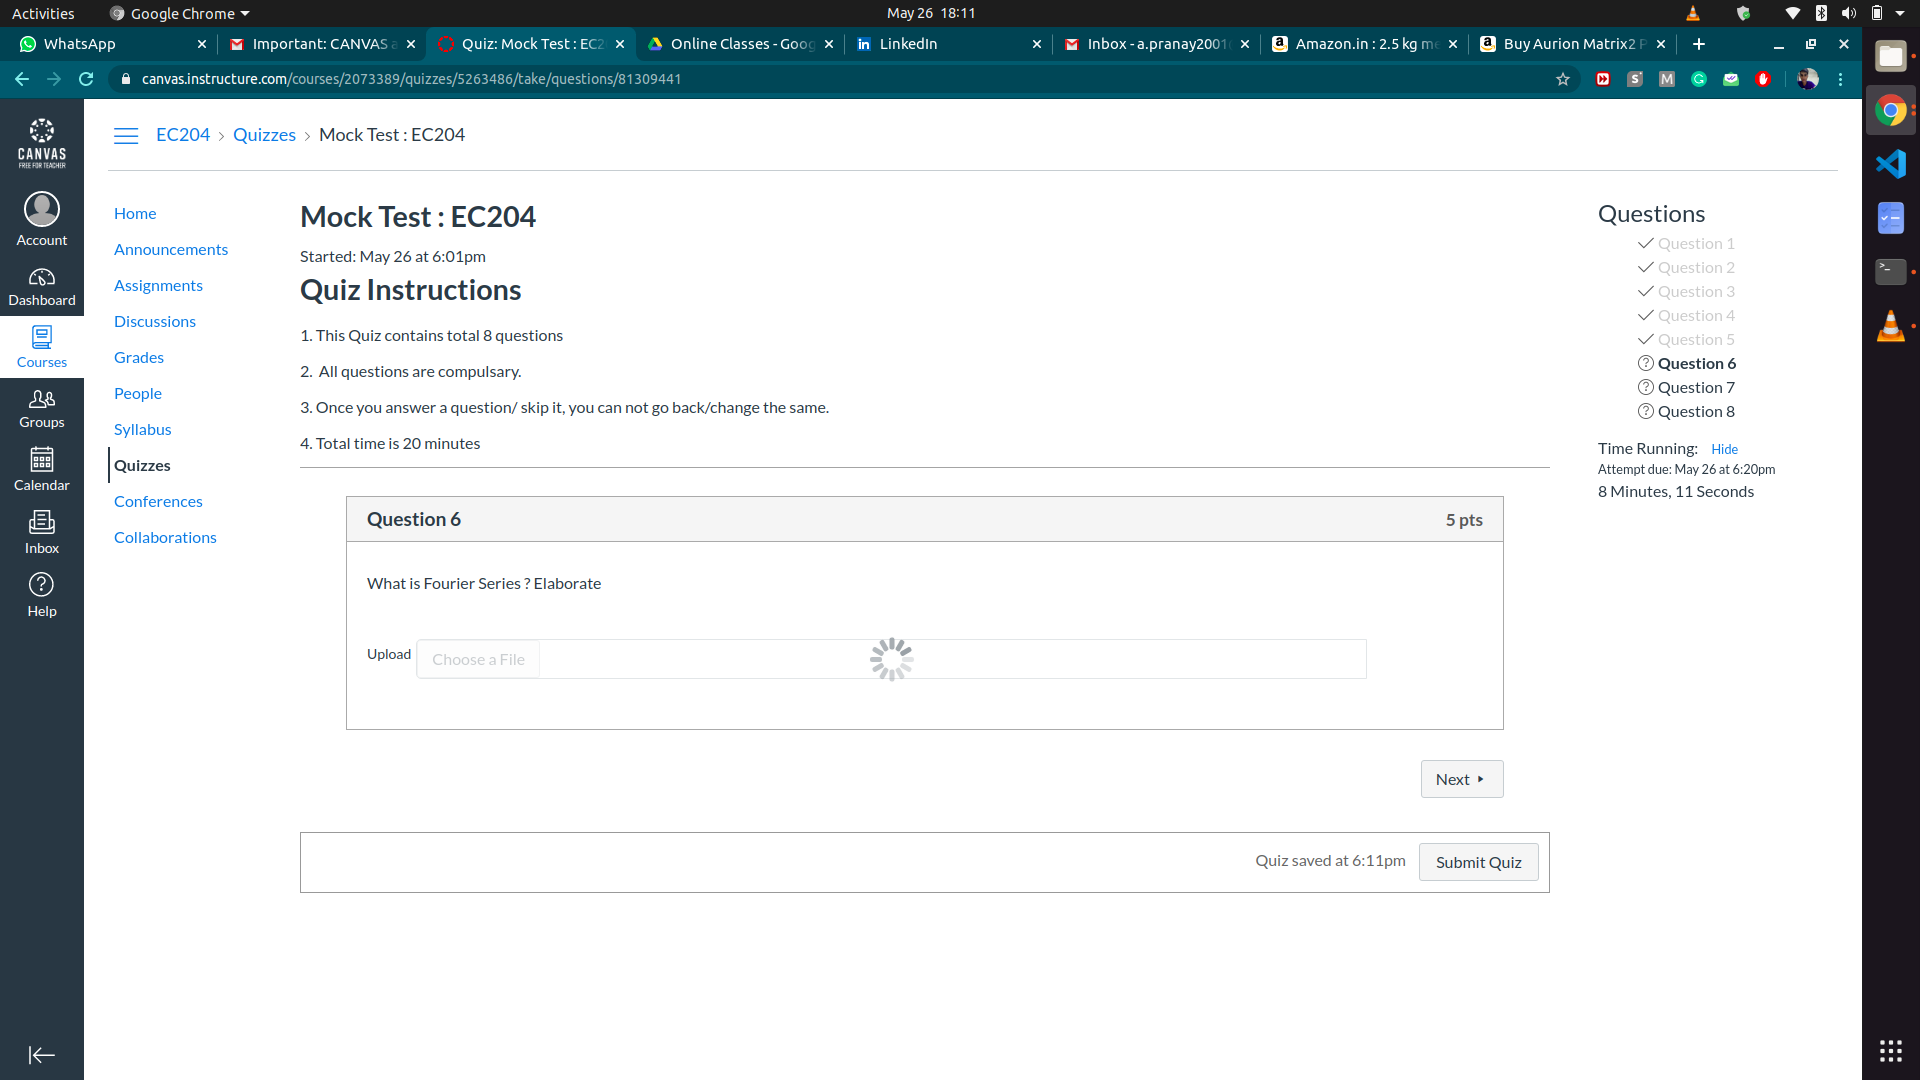 Activities
Google Chrome
May 26 18:11
WhatsApp
Important: CANVAS a
Quiz: Mock Test : EC2
Online Classes - Goog
LinkedIn
Inbox - a.pranay2001
Amazon.in : 2.5 kg me
Buy Aurion Matrix2 P
canvas.instructure.com/courses/2073389/quizzes/5263486/take/questions/81309441
CANVAS
FREE FOR TEACHER
Account
Dashboard
Courses
Groups
Calendar
Inbox
Help
EC204 > Quizzes > Mock Test : EC204
Home
Announcements
Assignments
Discussions
Grades
People
Syllabus
Quizzes
Conferences
Collaborations
Mock Test : EC204
Started: May 26 at 6:01pm
Quiz Instructions
1. This Quiz contains total 8 questions
2. All questions are compulsary.
3. Once you answer a question/ skip it, you can not go back/change the same.
4. Total time is 20 minutes
Question 6
5 pts
What is Fourier Series ? Elaborate
Upload
Choose a File
Next
Quiz saved at 6:11pm
Submit Quiz
Questions
Question 1
Question 2
Question 3
Question 4
Question 5
Question 6
Question 7
Question 8
Time Running: Hide
Attempt due: May 26 at 6:20pm
8 Minutes, 11 Seconds